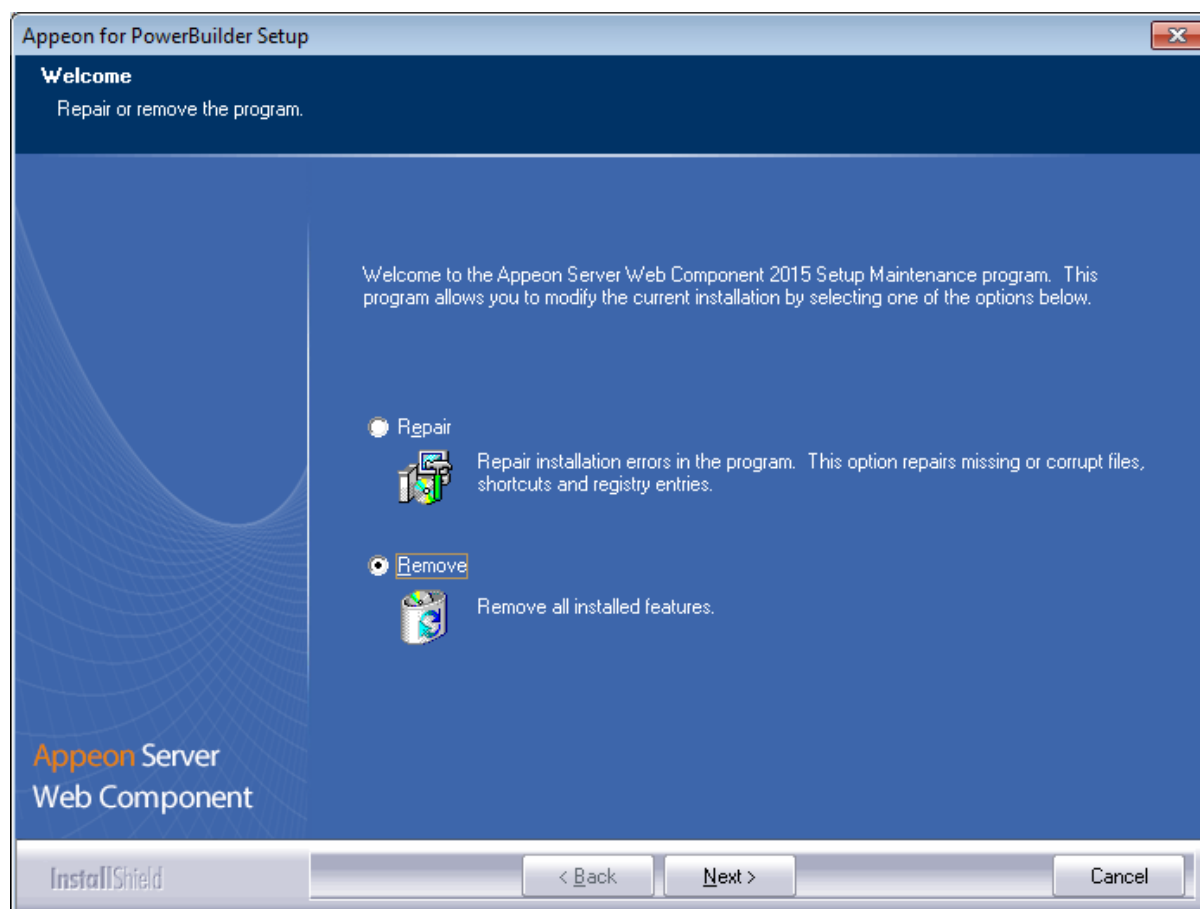 Appeon for PowerBuilder Setup
Welcome
Repair or remove the program.
Welcome to the Appeon Server Web Component 2015 Setup Maintenance program. This
program allows you to modify the current installation by selecting one of the options below.
Repair
Repair installation errors in the program. This option repairs missing or corrupt files,
shortcuts and registry entries.
Remove
Remove all installed features.
Appeon Server
Web Component
InstallShield
< Back
Next >
Cancel